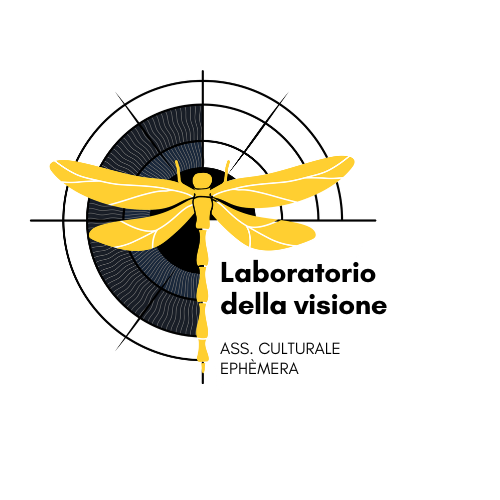 Laboratorio
della visione
ASS. CULTURALE
EPHÈMERA